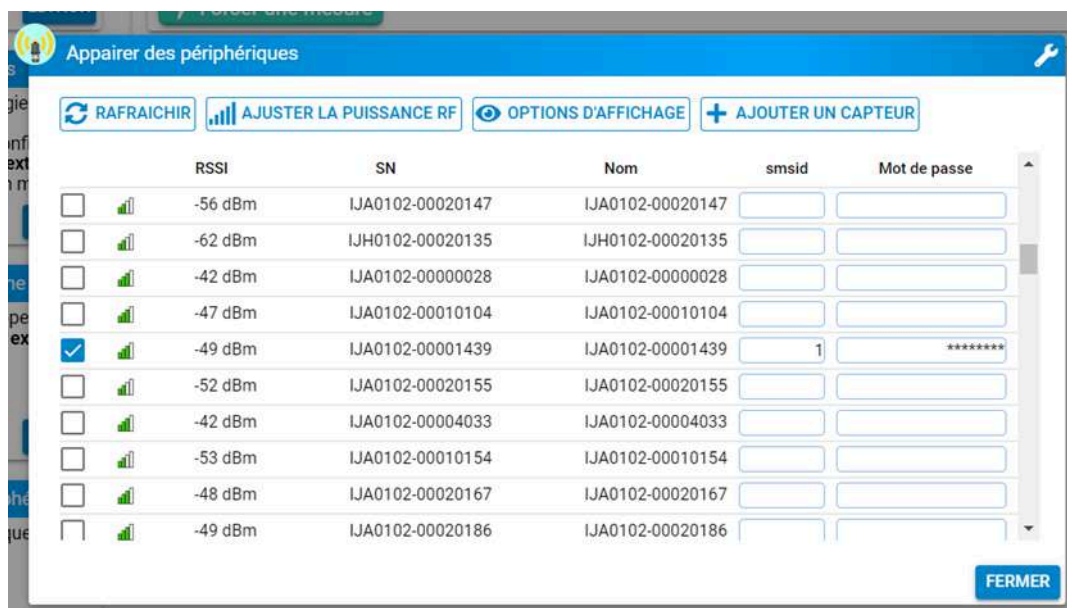 Forcer une mesure
Appairer des périphériques
RAFRAICHIR AJUSTER LA PUISSANCE RF OPTIONS D'AFFICHAGE AJOUTER UN CAPTEUR
RSSI SN Nom smsid Mot de passe
-56 dBm IJA0102-00020147 IJA0102-00020147
-62 dBm IJH0102-00020135 IJH0102-00020135
-42 dBm IJA0102-00000028 IJA0102-00000028
-47 dBm IJA0102-00010104 IJA0102-00010104
-49 dBm IJA0102-00001439 IJA0102-00001439 1 ********
-52 dBm IJA0102-00020155 IJA0102-00020155
-42 dBm IJA0102-00004033 IJA0102-00004033
-53 dBm IJA0102-00010154 IJA0102-00010154
-48 dBm IJA0102-00020167 IJA0102-00020167
-49 dBm IJA0102-00020186 IJA0102-00020186
FERMER